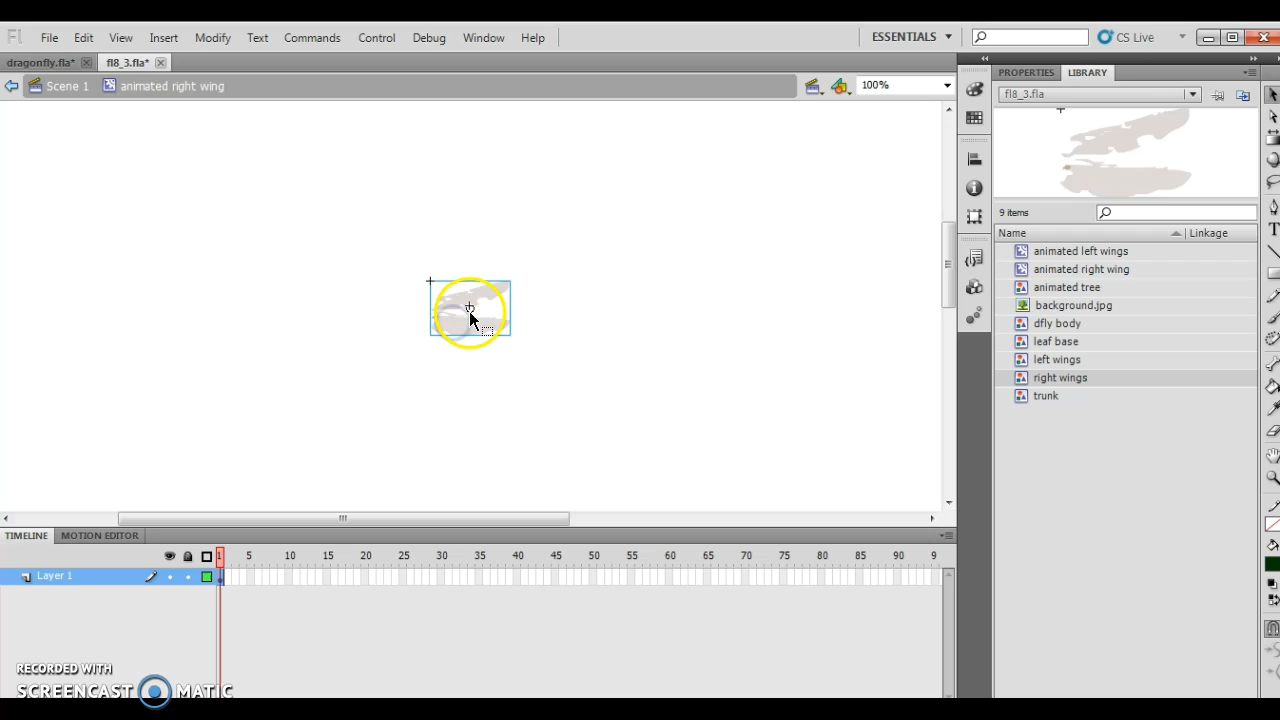 Fl File Edit View Insert Modify Text Commands Control Debug Window Help ESSENTIALS CS Live
dragonfly.fla* fl8_3.fla*
Scene 1 animated right wing 100%
PROPERTIES LIBRARY
fl8_3.fla
9 items
Name Linkage
animated left wings
animated right wing
animated tree
background.jpg
dfly body
leaf base
left wings
right wings
trunk
TIMELINE MOTION EDITOR
1 5 10 15 20 25 30 35 40 45 50 55 60 65 70 75 80 85 90 9
Layer 1
RECORDED WITH
SCREENCAST MATIC